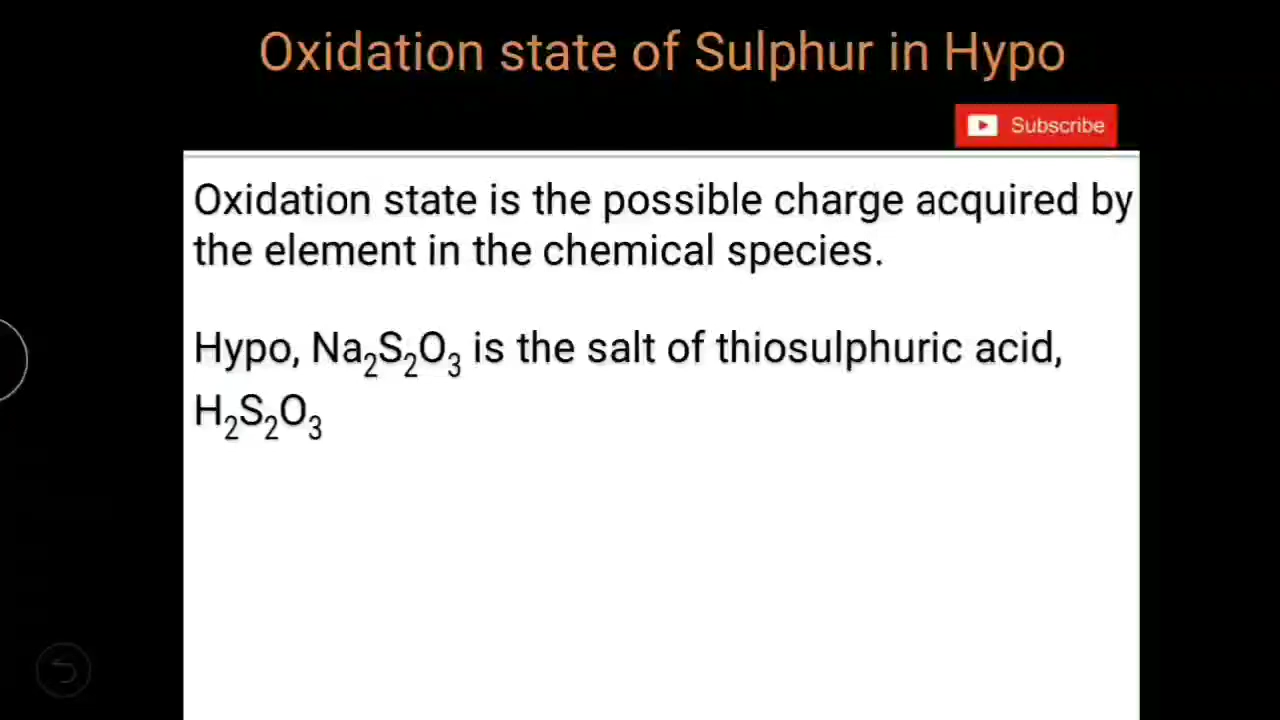 Oxidation state of Sulphur in Hypo
Subscribe
Oxidation state is the possible charge acquired by
the element in the chemical species.
Hypo, Na₂S₂O₃ is the salt of thiosulphuric acid,
H₂S₂O₃